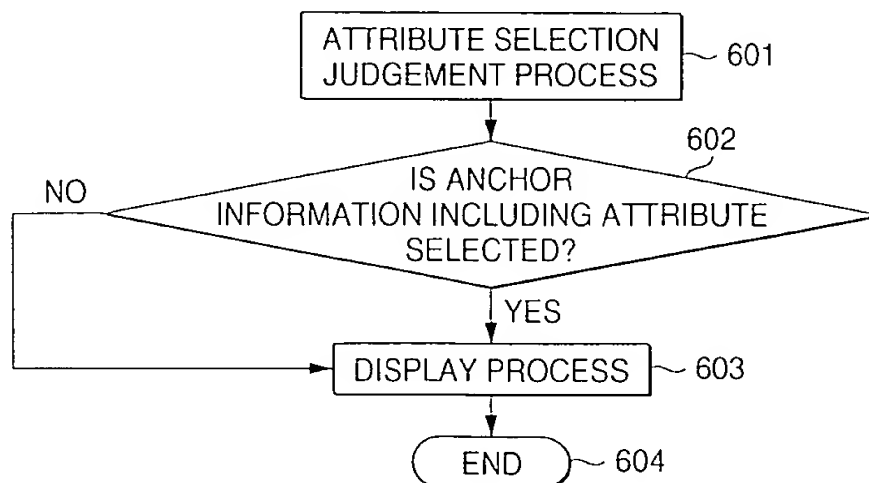 ATTRIBUTE SELECTION
JUDGEMENT PROCESS
601
602
NO
IS ANCHOR
INFORMATION INCLUDING ATTRIBUTE
SELECTED?
YES
DISPLAY PROCESS
603
END
604